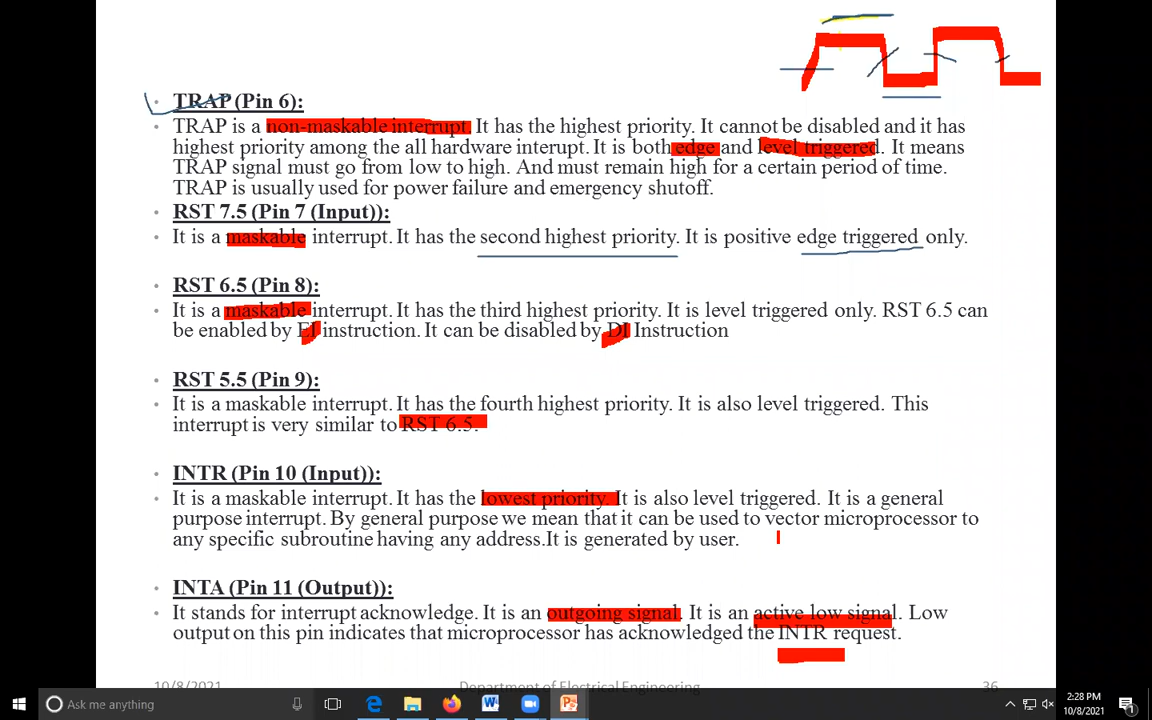 TRAP (Pin 6):
TRAP is a non-maskable interrupt. It has the highest priority. It cannot be disabled and it has
highest priority among the all hardware interupt. It is both edge and level triggered. It means
TRAP signal must go from low to high. And must remain high for a certain period of time.
TRAP is usually used for power failure and emergency shutoff.
RST 7.5 (Pin 7 (Input)):
It is a maskable interrupt. It has the second highest priority. It is positive edge triggered only.
RST 6.5 (Pin 8):
It is a maskable interrupt. It has the third highest priority. It is level triggered only. RST 6.5 can
be enabled by EI instruction. It can be disabled by DI Instruction
RST 5.5 (Pin 9):
It is a maskable interrupt. It has the fourth highest priority. It is also level triggered. This
interrupt is very similar to RST 6.5.
INTR (Pin 10 (Input)):
It is a maskable interrupt. It has the lowest priority. It is also level triggered. It is a general
purpose interrupt. By general purpose we mean that it can be used to vector microprocessor to
any specific subroutine having any address.It is generated by user.
INTA (Pin 11 (Output)):
It stands for interrupt acknowledge. It is an outgoing signal. It is an active low signal. Low
output on this pin indicates that microprocessor has acknowledged the INTR request.
10/8/2021 Department of Electrical Engineering 36
Ask me anything
2:28 PM
10/8/2021
1